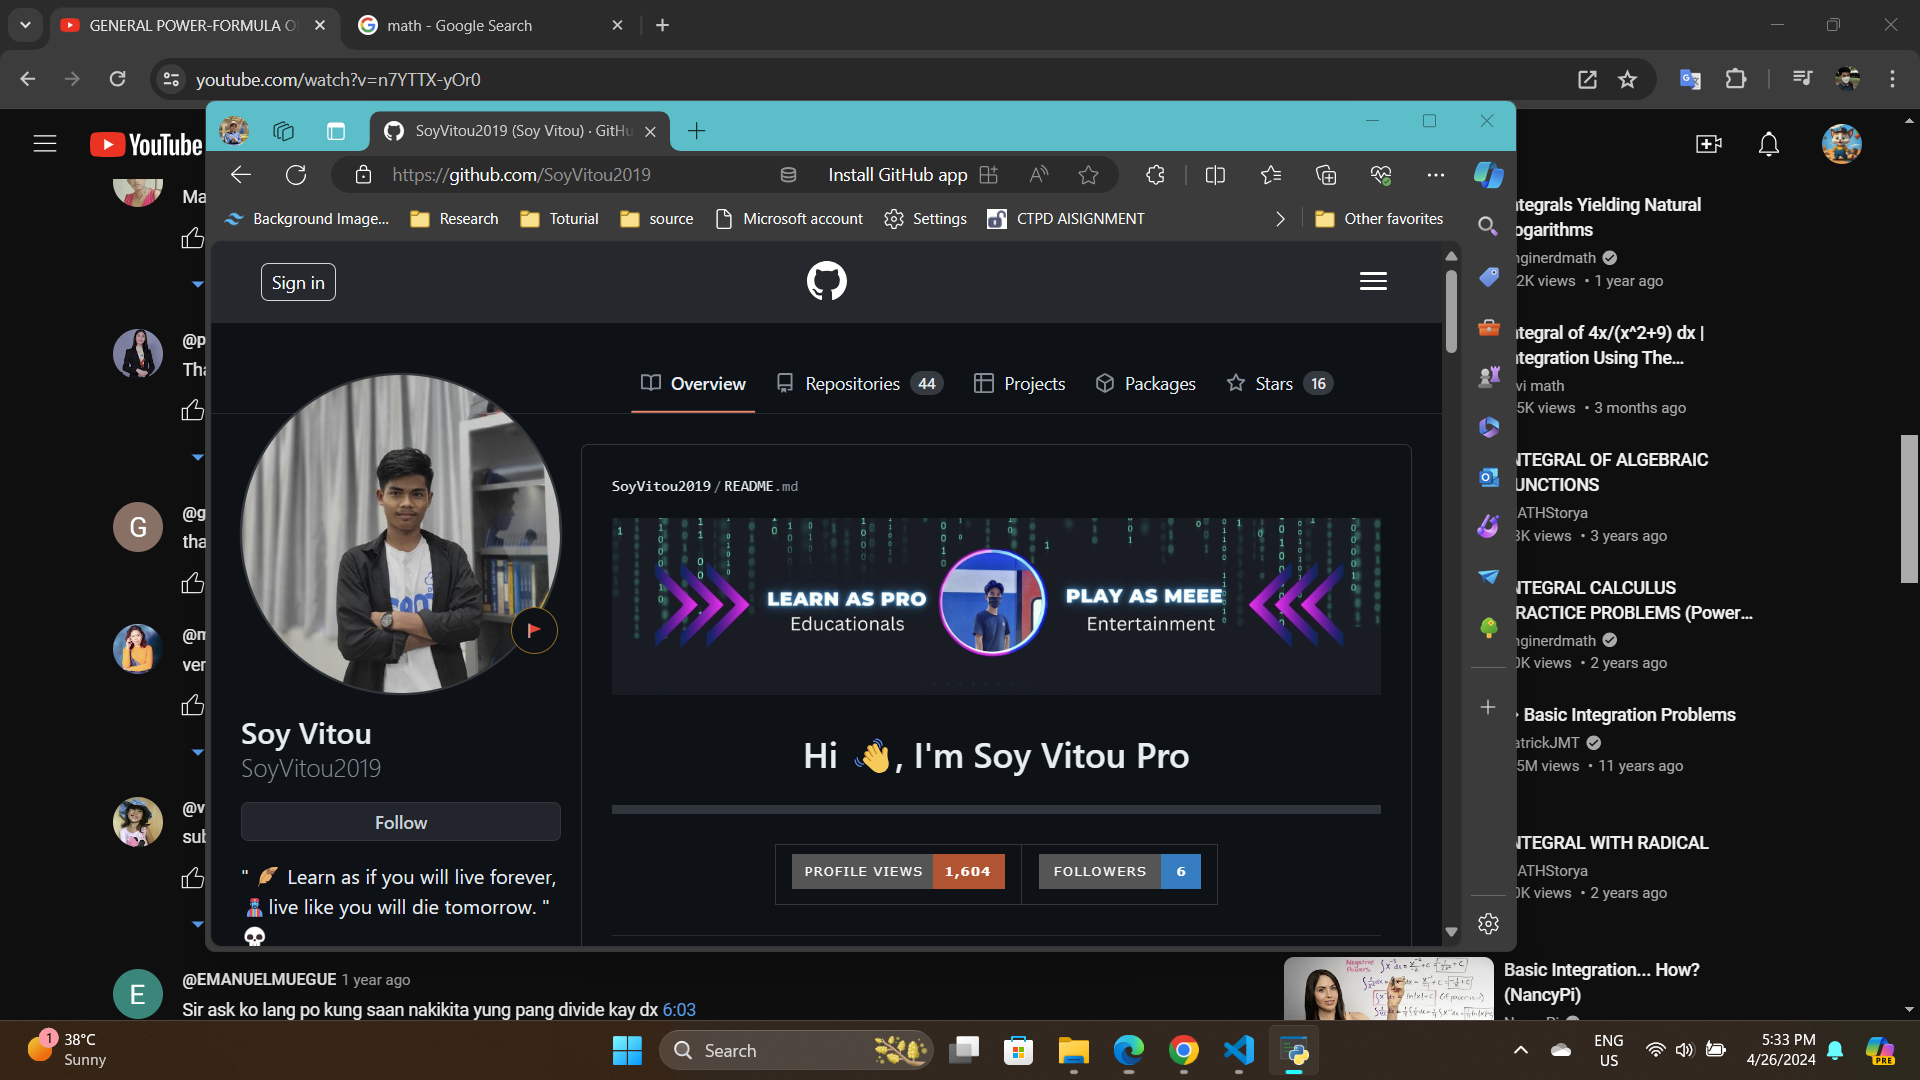 GENERAL POWER-FORMULA O
math - Google Search
youtube.com/watch?v=n7YTTX-yOr0
YouTube
SoyVitou2019 (Soy Vitou) · GitHu
https://github.com/SoyVitou2019
Install GitHub app
Background Image...
Research
Toturial
source
Microsoft account
Settings
CTPD AISIGNMENT
Other favorites
Sign in
Overview
Repositories 44
Projects
Packages
Stars 16
SoyVitou2019/README.md
LEARN AS PRO
Educationals
PLAY AS MEEE
Entertainment
Soy Vitou
SoyVitou2019
Follow
" 🪶 Learn as if you will live forever,
live like you will die tomorrow. "
Hi 👋, I'm Soy Vitou Pro
PROFILE VIEWS 1,604
FOLLOWERS 6
Ma
@p
Tha
G
@g
tha
@m
ver
@v
sub
E
@EMANUELMUEGUE 1 year ago
Sir ask ko lang po kung saan nakikita yung pang divide kay dx 6:03
ntegrals Yielding Natural
ogarithms
nginerdmath
2K views • 1 year ago
ntegral of 4x/(x^2+9) dx |
ntegration Using The...
vi math
5K views • 3 months ago
NTEGRAL OF ALGEBRAIC
UNCTIONS
ATHStorya
3K views • 3 years ago
NTEGRAL CALCULUS
RACTICE PROBLEMS (Power...
nginerdmath
0K views • 2 years ago
Basic Integration Problems
atrickJMT
5M views • 11 years ago
NTEGRAL WITH RADICAL
ATHStorya
0K views • 2 years ago
Basic Integration... How?
(NancyPi)
1
38°C
Sunny
Search
ENG
US
5:33 PM
4/26/2024
PRE